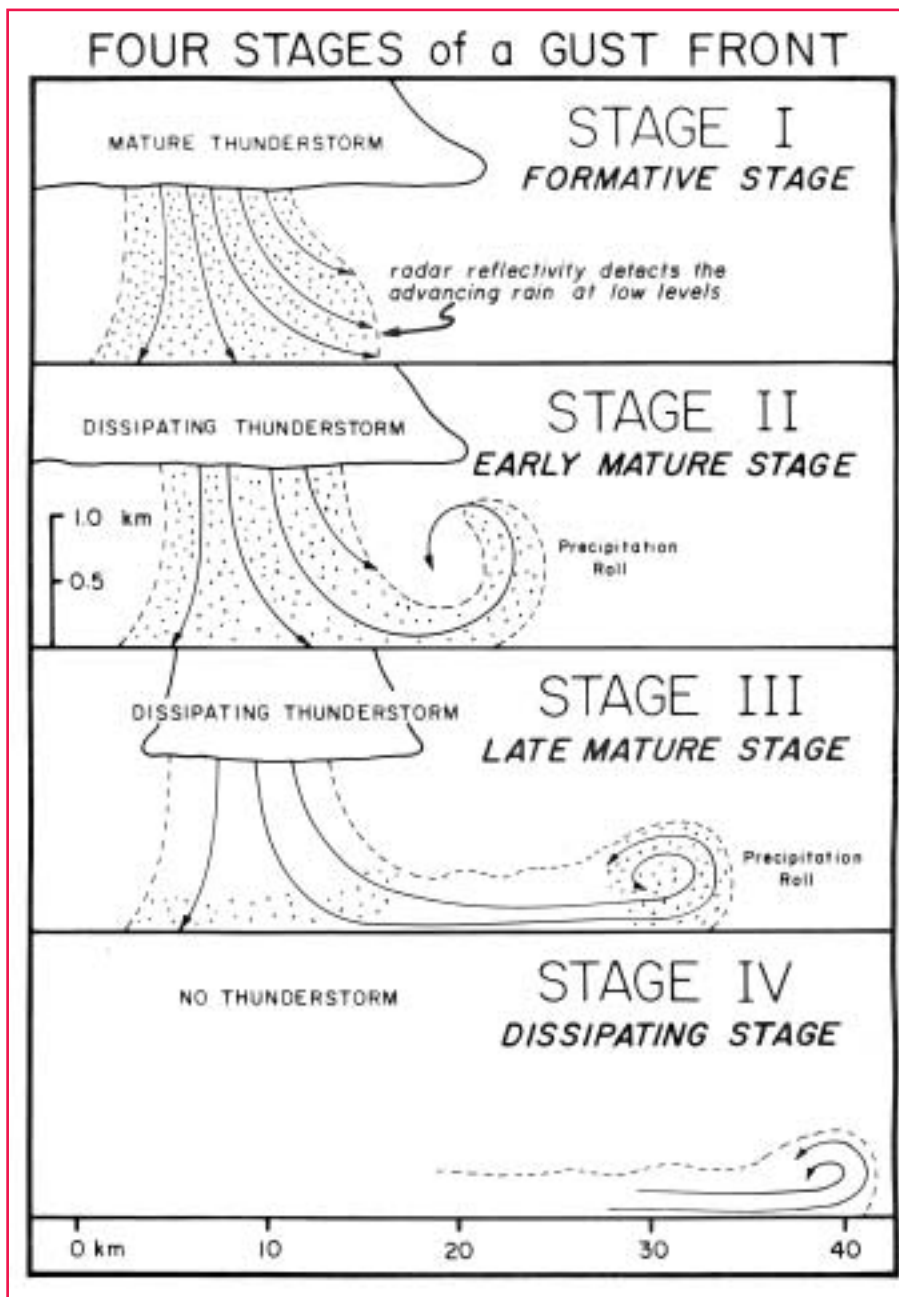 FOUR STAGES of a GUST FRONT
MATURE THUNDERSTORM
STAGE I
FORMATIVE STAGE
radar reflectivity detects the
advancing rain at low levels
DISSIPATING THUNDERSTORM
STAGE II
EARLY MATURE STAGE
1.0 km
0.5
Precipitation
Roll
DISSIPATING THUNDERSTORM
STAGE III
LATE MATURE STAGE
Precipitation
Roll
NO THUNDERSTORM
STAGE IV
DISSIPATING STAGE
0 km 10 20 30 40